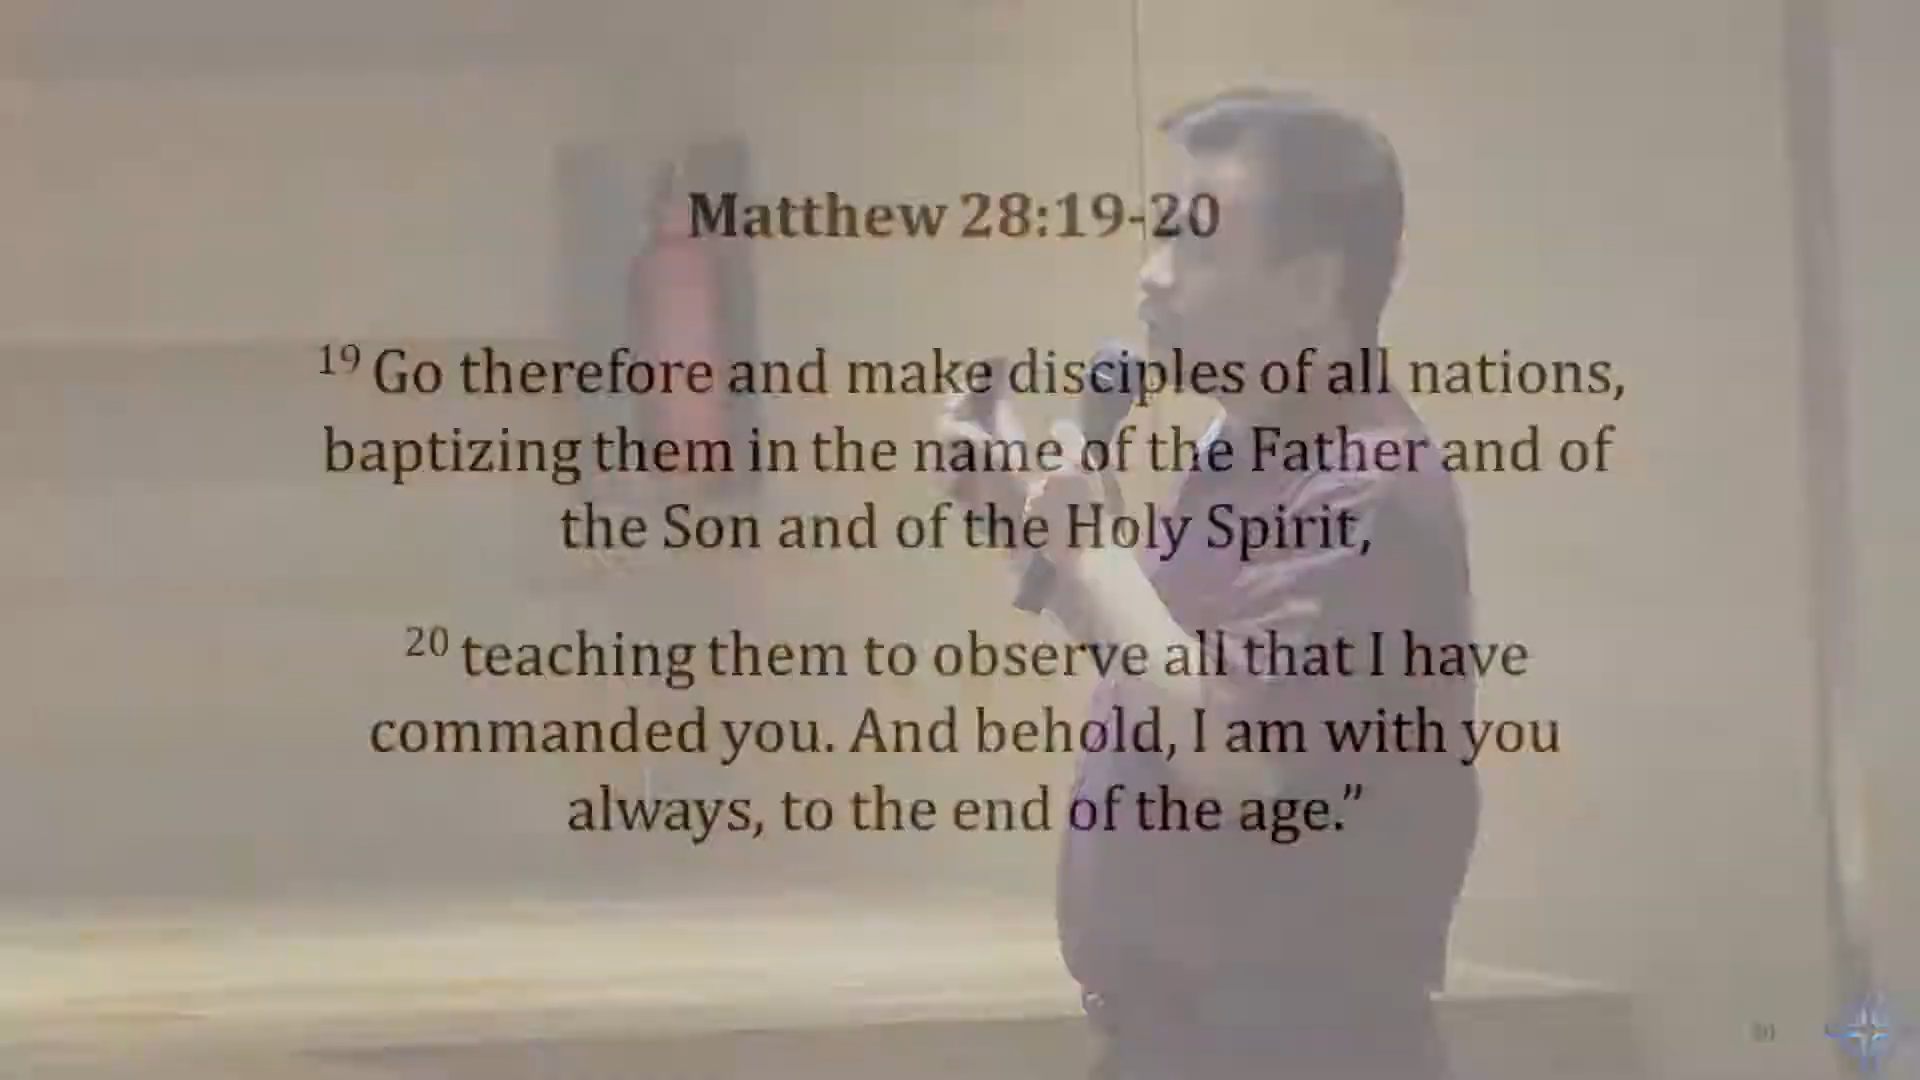 Matthew 28:19-20
19 Go therefore and make disciples of all nations,
baptizing them in the name of the Father and of
the Son and of the Holy Spirit,
20 teaching them to observe all that I have
commanded you. And behold, I am with you
always, to the end of the age.”